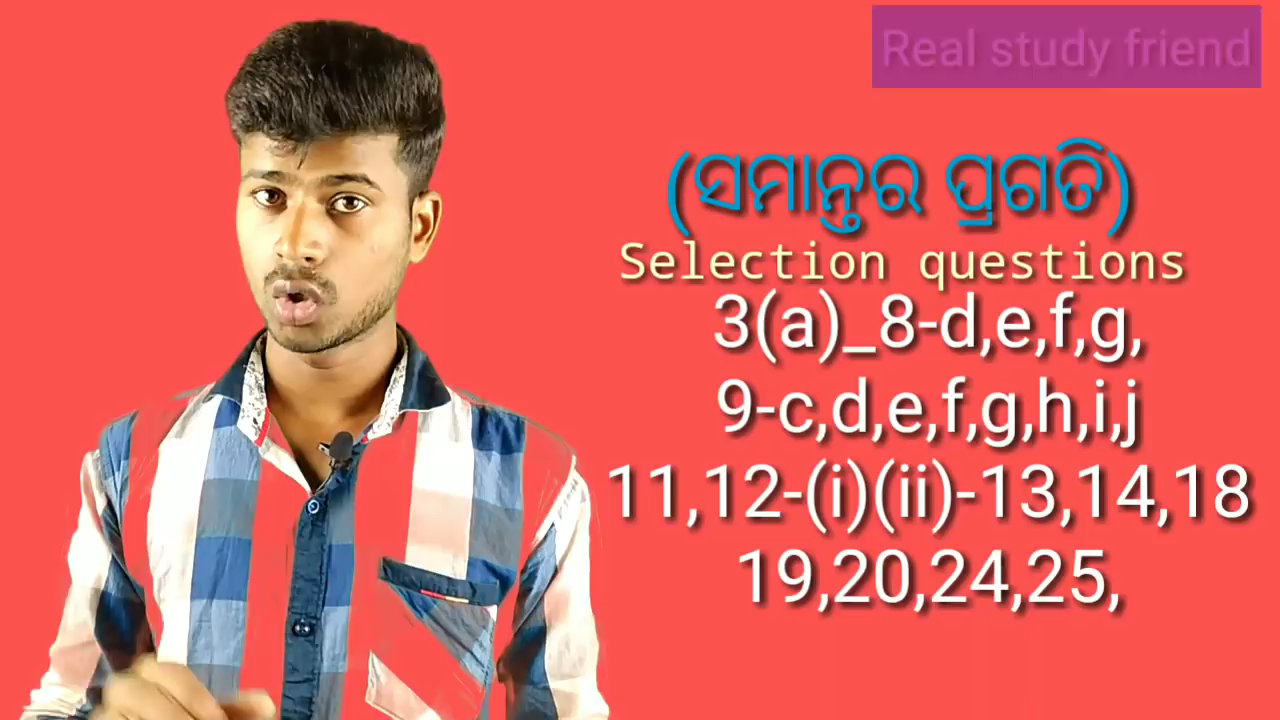 Real study friend
(ସମାନ୍ତର ପ୍ରଗତି)
Selection questions
3(a)_8-d,e,f,g,
9-c,d,e,f,g,h,i,j
11,12-(i)(ii)-13,14,18
19,20,24,25,